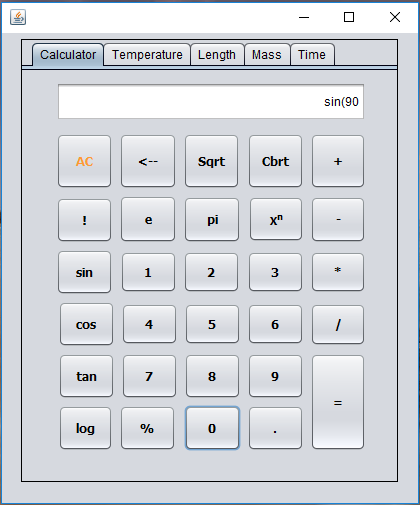 Calculator Temperature Length Mass Time
sin(90
AC <-- Sqrt Cbrt +
! e pi xⁿ -
sin 1 2 3 *
cos 4 5 6 /
tan 7 8 9 =
log % 0 .